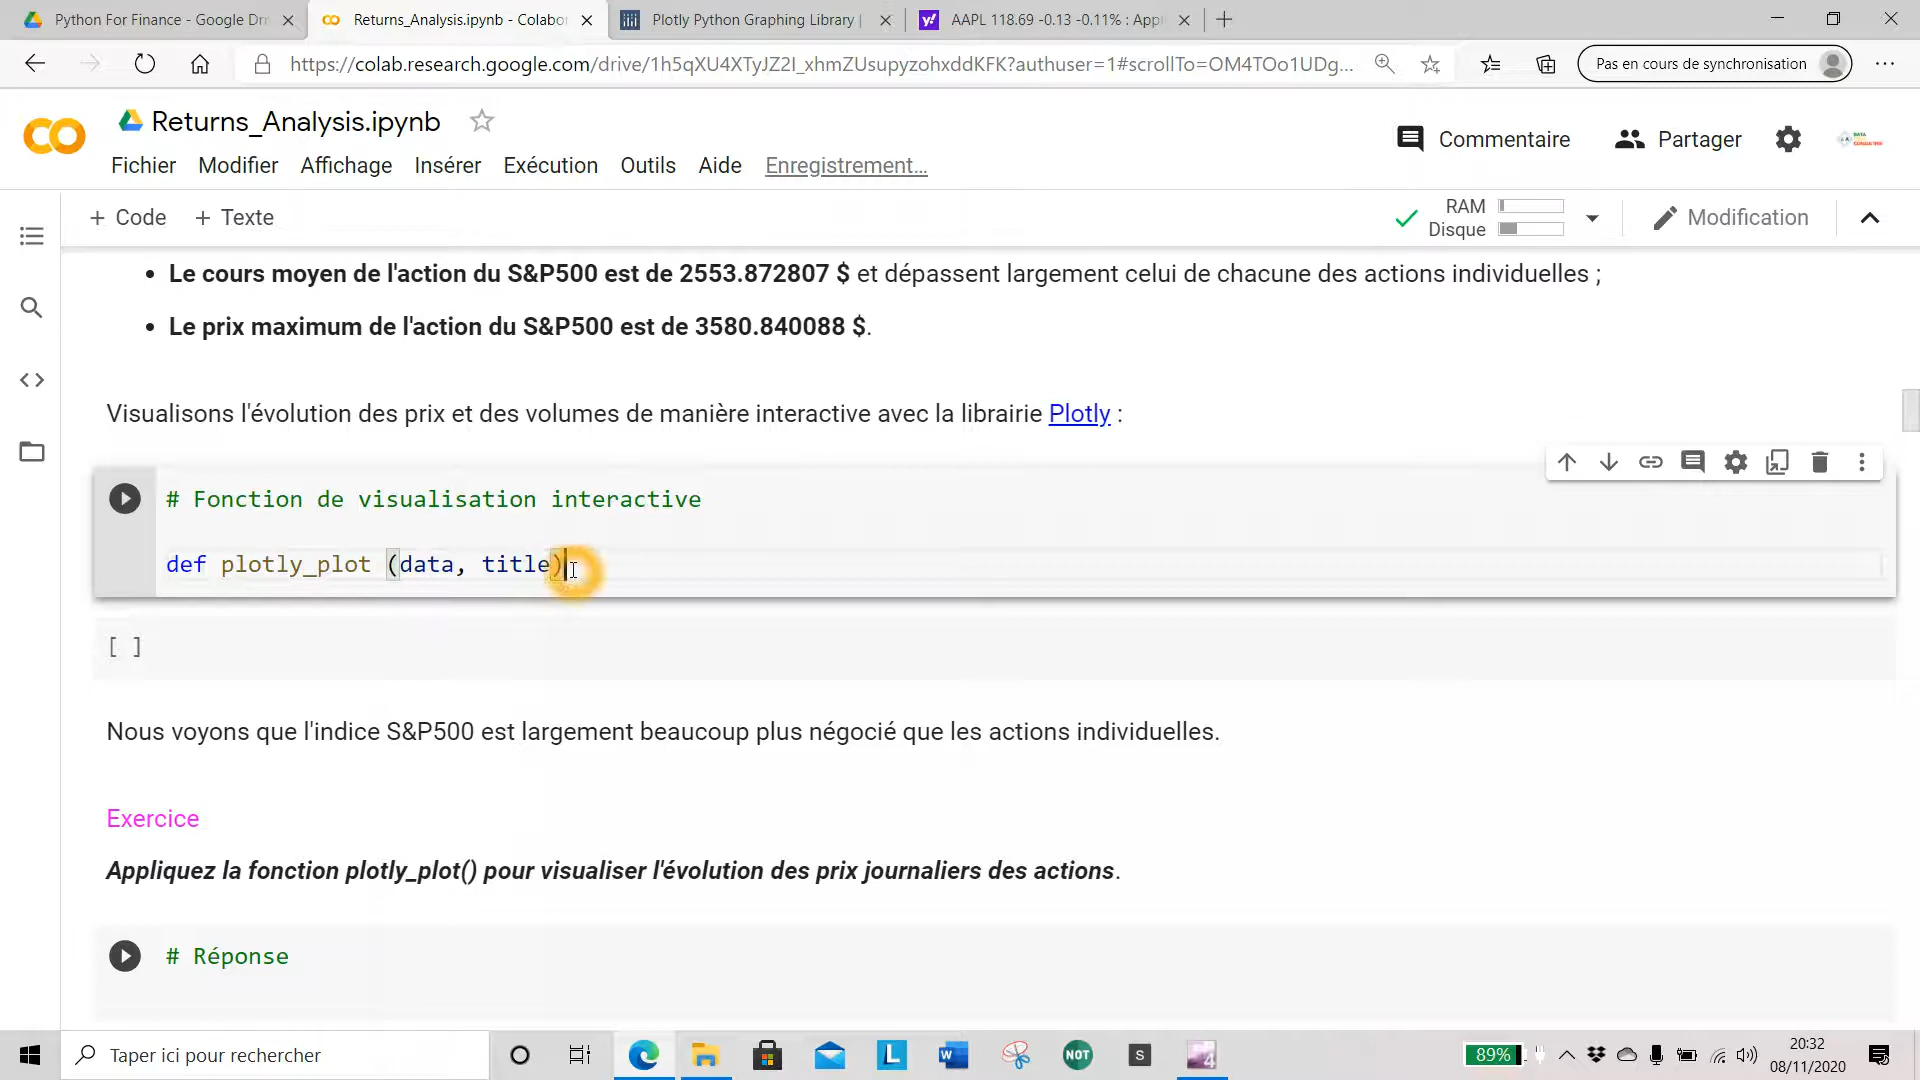 Python For Finance - Google Dri
Returns_Analysis.ipynb - Colabo
Plotly Python Graphing Library |
AAPL 118.69 -0.13 -0.11% : Appl
https://colab.research.google.com/drive/1h5qXU4XTyJZ2I_xhmZUsupyzohxddKFK?authuser=1#scrollTo=OM4TOo1UDg...
Pas en cours de synchronisation
Returns_Analysis.ipynb
Commentaire
Partager
Fichier Modifier Affichage Insérer Exécution Outils Aide Enregistrement...
+ Code + Texte
RAM
Disque
Modification
• Le cours moyen de l'action du S&P500 est de 2553.872807 $ et dépassent largement celui de chacune des actions individuelles ;
• Le prix maximum de l'action du S&P500 est de 3580.840088 $.
Visualisons l'évolution des prix et des volumes de manière interactive avec la librairie Plotly :
# Fonction de visualisation interactive
def plotly_plot (data, title)
[ ]
Nous voyons que l'indice S&P500 est largement beaucoup plus négocié que les actions individuelles.
Exercice
Appliquez la fonction plotly_plot() pour visualiser l'évolution des prix journaliers des actions.
# Réponse
Taper ici pour rechercher
89%
20:32
08/11/2020